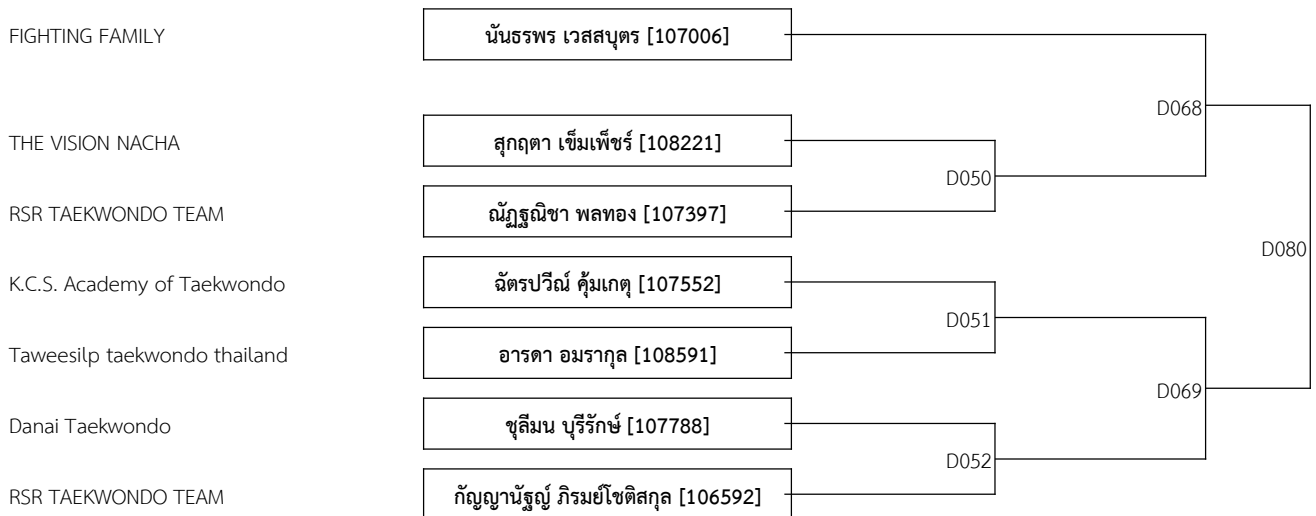 FIGHTING FAMILY
นันธรพร เวสสบุตร [107006]
D068
THE VISION NACHA
สุกฤตา เข็มเพ็ชร์ [108221]
D050
RSR TAEKWONDO TEAM
ณัฏฐณิชา พลทอง [107397]
D080
K.C.S. Academy of Taekwondo
ฉัตรปวีณ์ คุ้มเกตุ [107552]
D051
Taweesilp taekwondo thailand
อารดา อมรากุล [108591]
D069
Danai Taekwondo
ชุลีมน บุรีรักษ์ [107788]
D052
RSR TAEKWONDO TEAM
กัญญานัฐญ์ ภิรมย์โชติสกุล [106592]